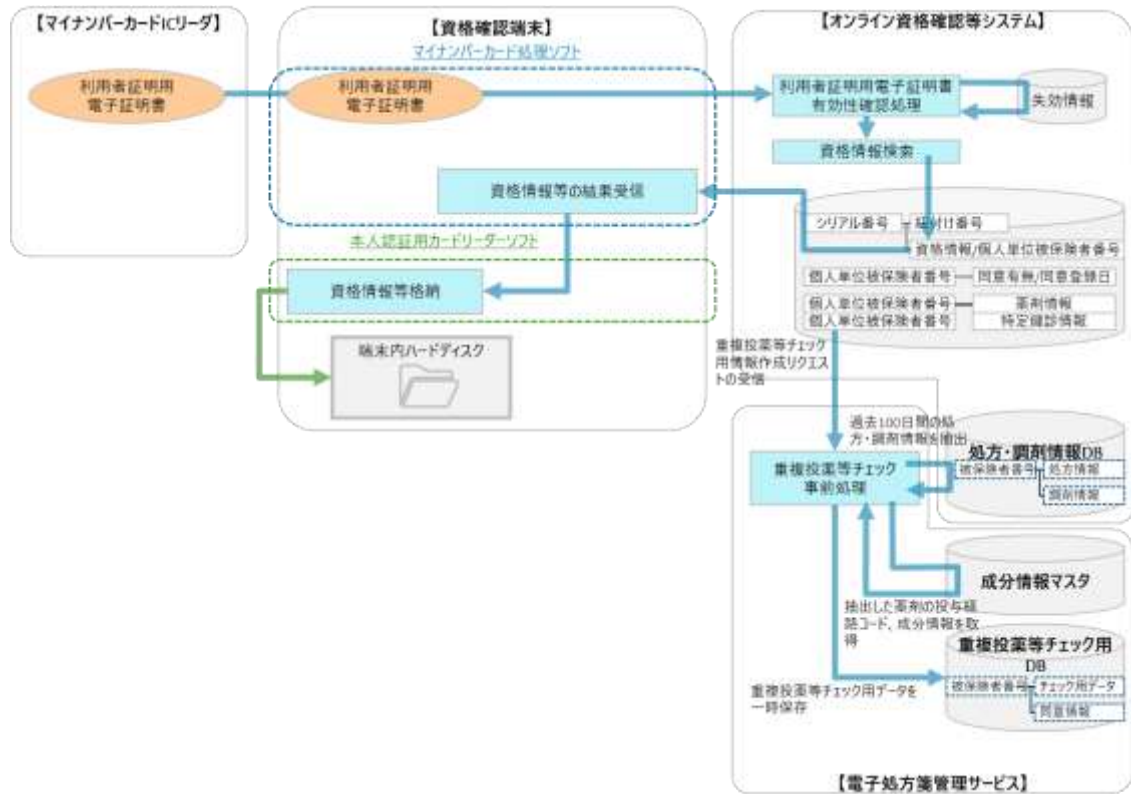 【マイナンバーカードICリーダ】
利用者証明用
電子証明書
【資格確認端末】
マイナンバーカード処理ソフト
利用者証明用
電子証明書
資格情報等の結果受信
本人認証用カードリーダーソフト
資格情報等格納
端末内ハードディスク
【オンライン資格確認等システム】
利用者証明用電子証明書
有効性確認処理
失効情報
資格情報検索
シリアル番号
紐付け番号
資格情報/個人単位被保険者番号
個人単位被保険者番号
同意有無/同意登録日
個人単位被保険者番号
薬剤情報
個人単位被保険者番号
特定健診情報
重複投薬等チェック
用情報作成リクエス
トの受信
過去100日間の処
方・調剤情報を抽出
重複投薬等チェック
事前処理
処方・調剤情報DB
被保険者番号
処方情報
調剤情報
成分情報マスタ
抽出した薬剤の投与経
路コード、成分情報を取
得
重複投薬等チェック用
DB
被保険者番号
チェック用データ
同意情報
重複投薬等チェック用データを
一時保存
【電子処方箋管理サービス】